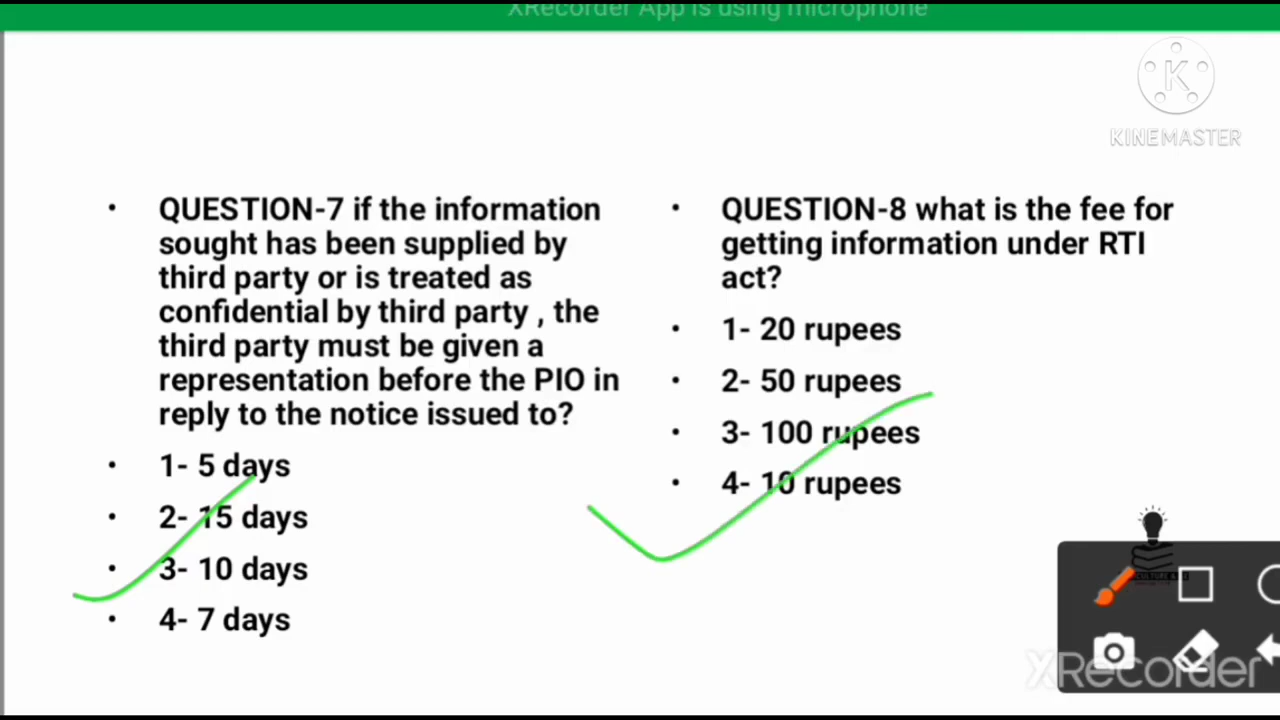 XRecorder App is using microphone
KINEMASTER
QUESTION-7 if the information
sought has been supplied by
third party or is treated as
confidential by third party , the
third party must be given a
representation before the PIO in
reply to the notice issued to?
1- 5 days
2- 15 days
3- 10 days
4- 7 days
QUESTION-8 what is the fee for
getting information under RTI
act?
1- 20 rupees
2- 50 rupees
3- 100 rupees
4- 10 rupees
XRecorder